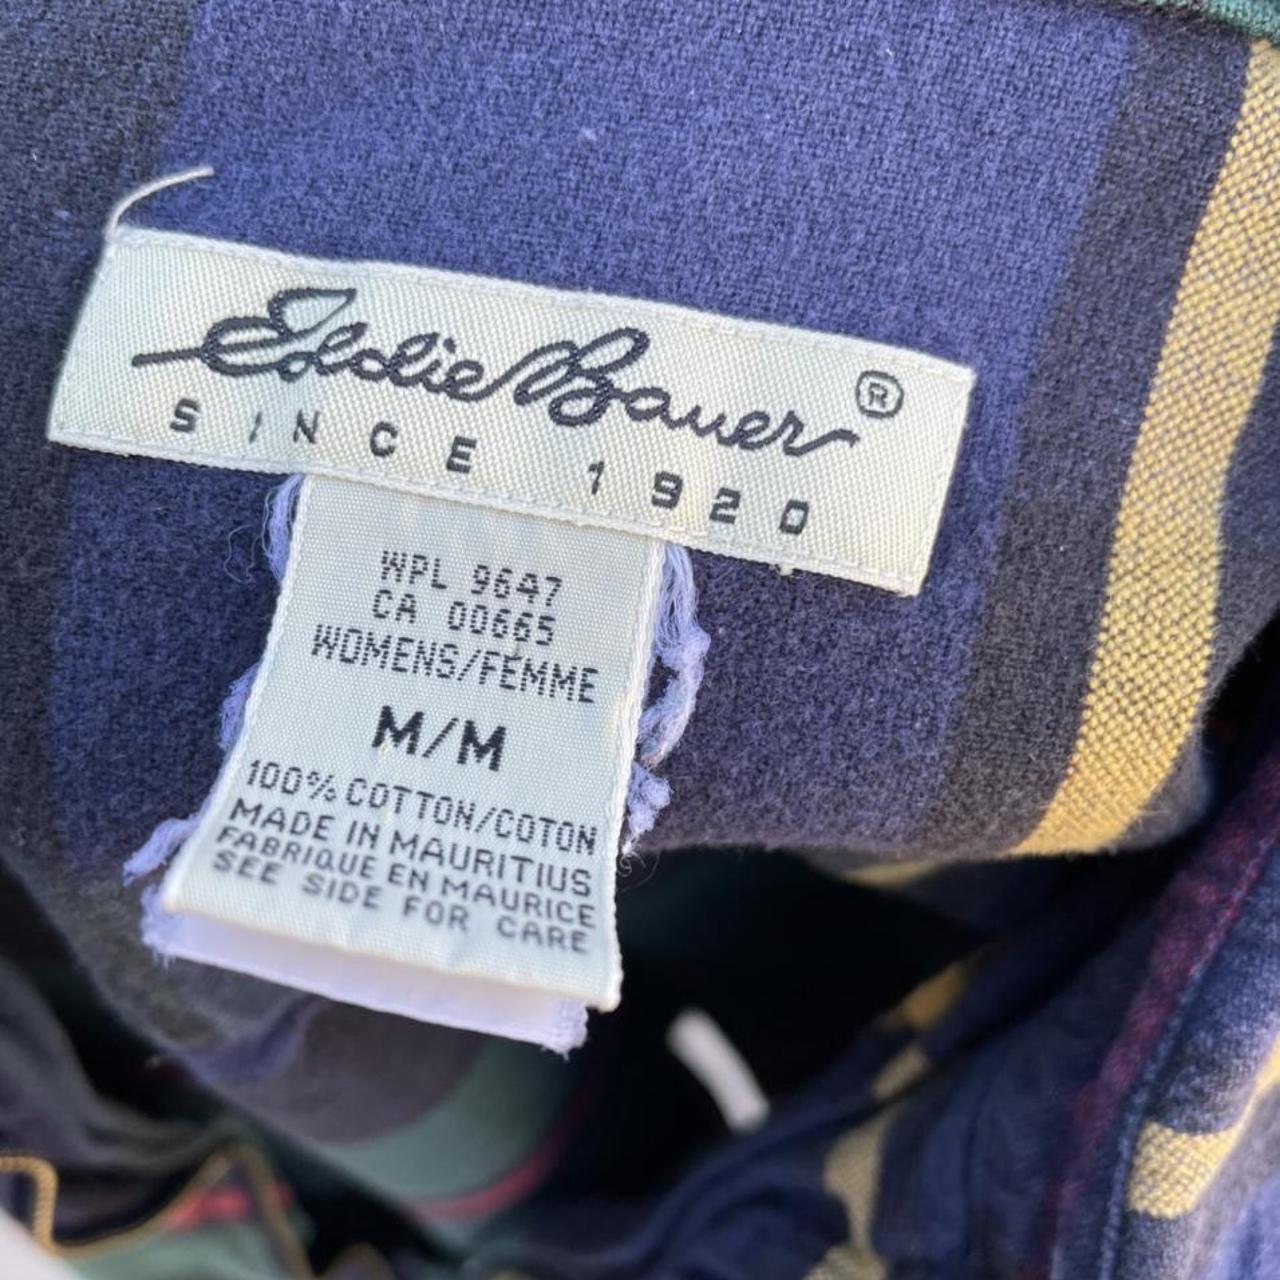 Eddie Bauer ®
SINCE 1920
WPL 9647
CA 00665
WOMENS/FEMME
M/M
100% COTTON/COTON
MADE IN MAURITIUS
FABRIQUE EN MAURICE
SEE SIDE FOR CARE